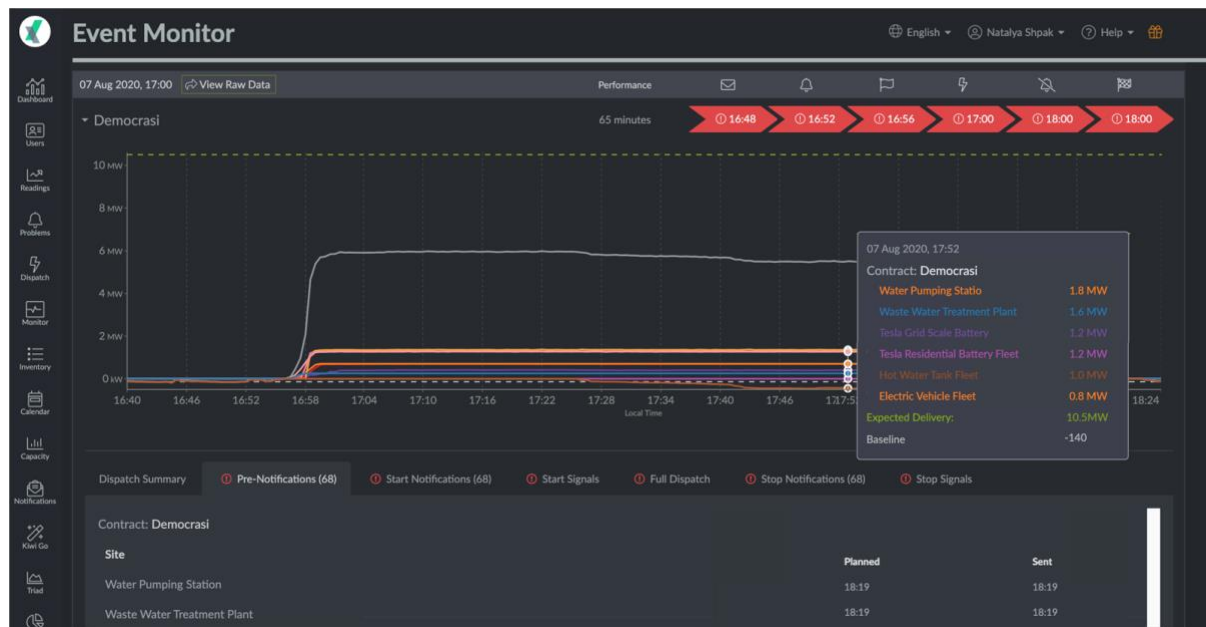 Event Monitor
English
Natalya Shpak
Help
Dashboard
Users
Readings
Problems
Dispatch
Monitor
Inventory
Calendar
Capacity
Notifications
Kiwi Go
Triad
07 Aug 2020, 17:00 View Raw Data Performance
Democrasi 65 minutes 16:48 16:52 16:56 17:00 18:00 18:00
10 MW
8 MW
6 MW
4 MW
2 MW
0 kW
16:40 16:46 16:52 16:58 17:04 17:10 17:16 17:22 17:28 17:34 17:40 17:46 18:24
Local Time
07 Aug 2020, 17:52
Contract: Democrasi
Water Pumping Statio 1.8 MW
Waste Water Treatment Plant 1.6 MW
Tesla Grid Scale Battery 1.2 MW
Tesla Residential Battery Fleet 1.2 MW
Hot Water Tank Fleet 1.0 MW
Electric Vehicle Fleet 0.8 MW
Expected Delivery: 10.5MW
Baseline -140
Dispatch Summary Pre-Notifications (68) Start Notifications (68) Start Signals Full Dispatch Stop Notifications (68) Stop Signals
Contract: Democrasi
Site Planned Sent
Water Pumping Station 18:19 18:19
Waste Water Treatment Plant 18:19 18:19